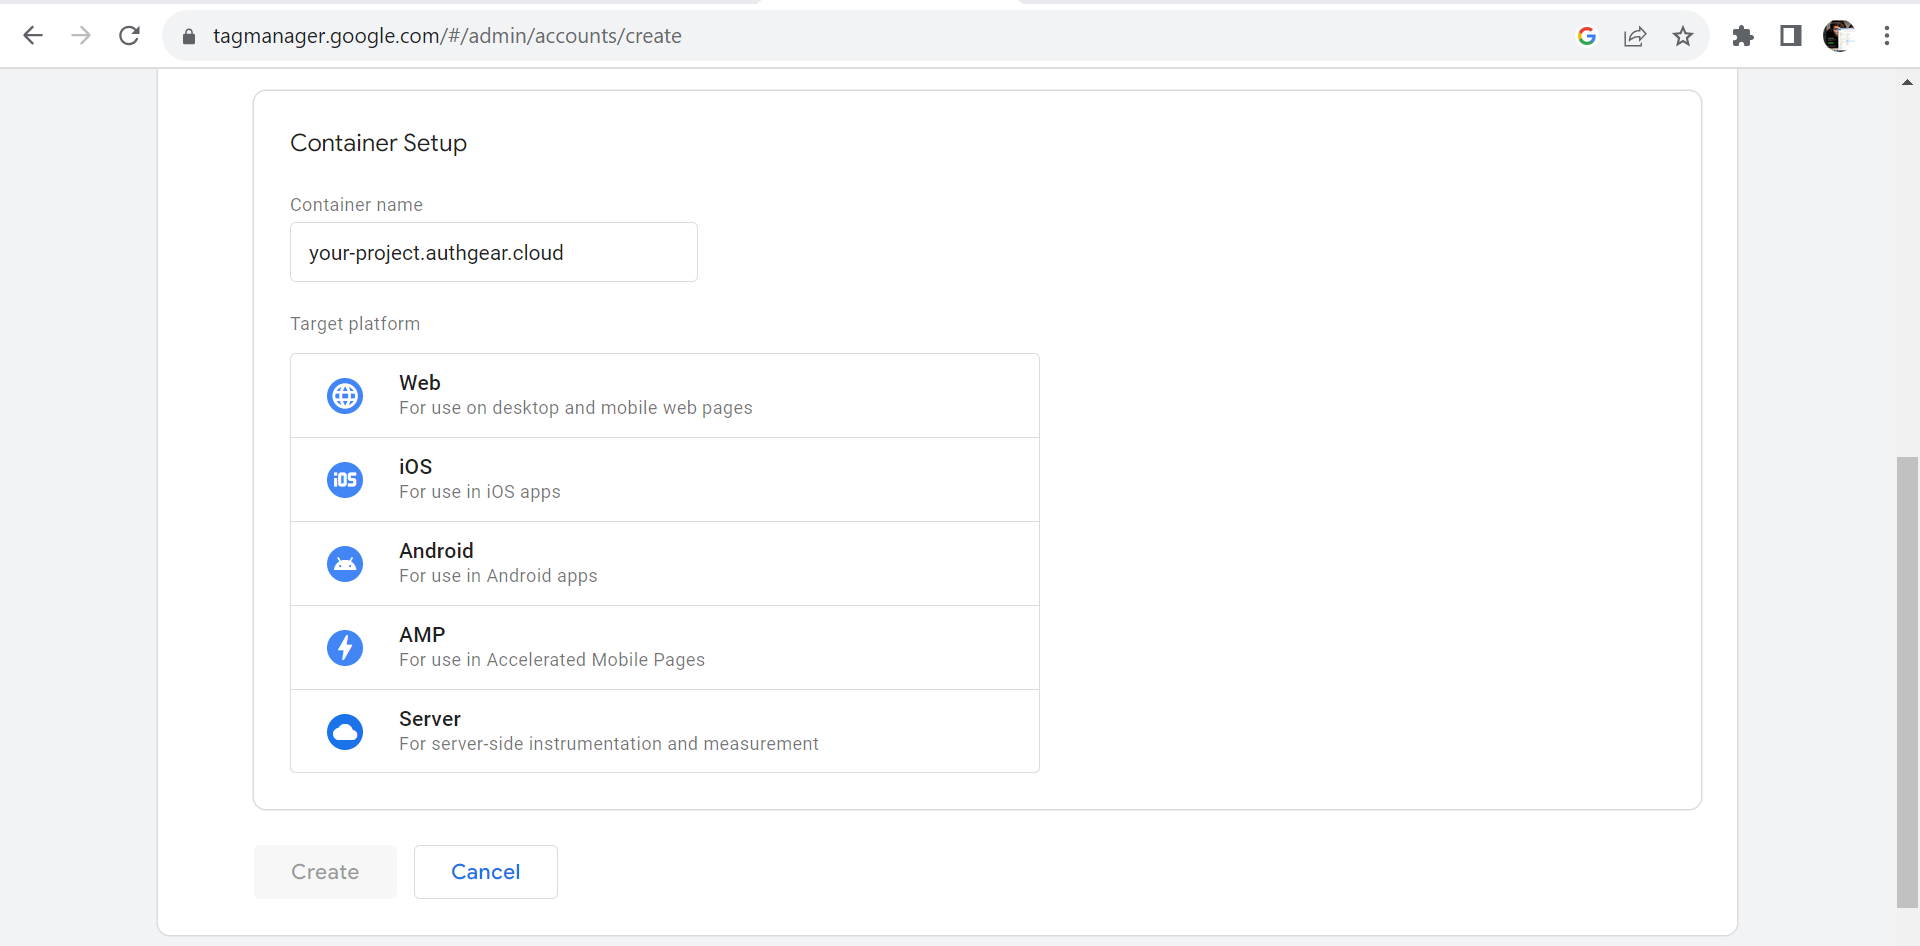 tagmanager.google.com/#/admin/accounts/create
Container Setup
Container name
your-project.authgear.cloud
Target platform
Web
For use on desktop and mobile web pages
iOS
iOS
For use in iOS apps
Android
For use in Android apps
AMP
For use in Accelerated Mobile Pages
Server
For server-side instrumentation and measurement
Create
Cancel